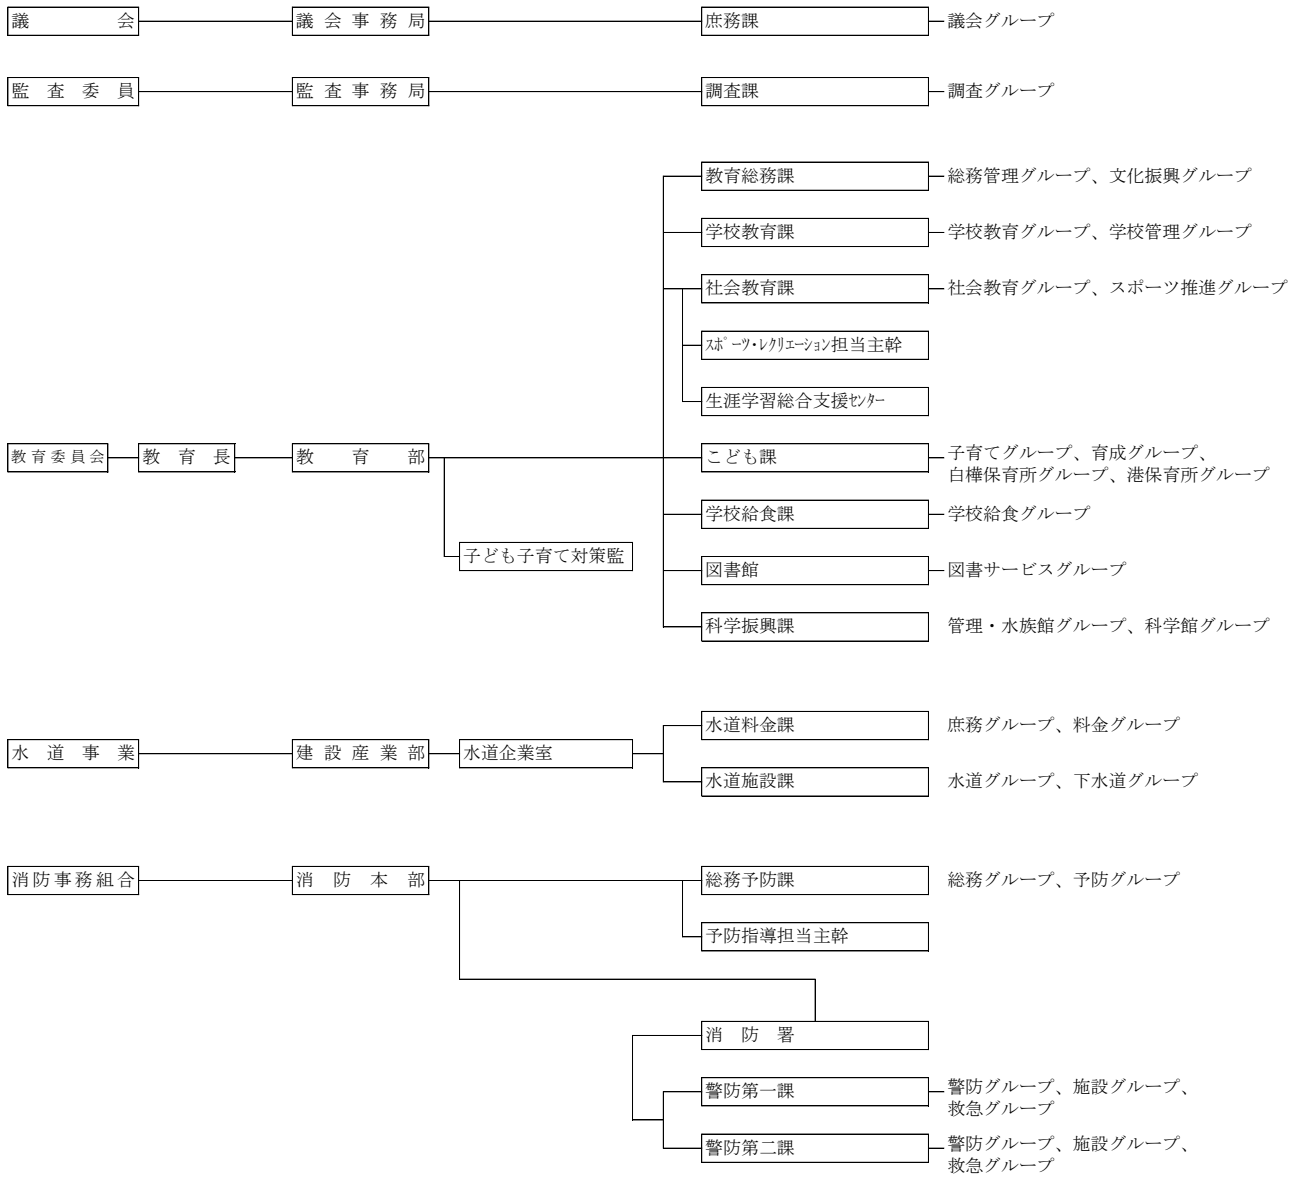 議会 議会事務局 庶務課 議会グループ
監査委員 監査事務局 調査課 調査グループ
教育総務課 総務管理グループ、文化振興グループ
学校教育課 学校教育グループ、学校管理グループ
社会教育課 社会教育グループ、スポーツ推進グループ
ｽﾎﾟｰﾂ・ﾚｸﾘｴｰｼｮﾝ担当主幹
生涯学習総合支援ｾﾝﾀｰ
教育委員会 教育長 教育部 こども課 子育てグループ、育成グループ、
白樺保育所グループ、港保育所グループ
学校給食課 学校給食グループ
子ども子育て対策監
図書館 図書サービスグループ
科学振興課 管理・水族館グループ、科学館グループ
水道料金課 庶務グループ、料金グループ
水道事業 建設産業部 水道企業室
水道施設課 水道グループ、下水道グループ
消防事務組合 消防本部 総務予防課 総務グループ、予防グループ
予防指導担当主幹
消防署
警防第一課 警防グループ、施設グループ、
救急グループ
警防第二課 警防グループ、施設グループ、
救急グループ